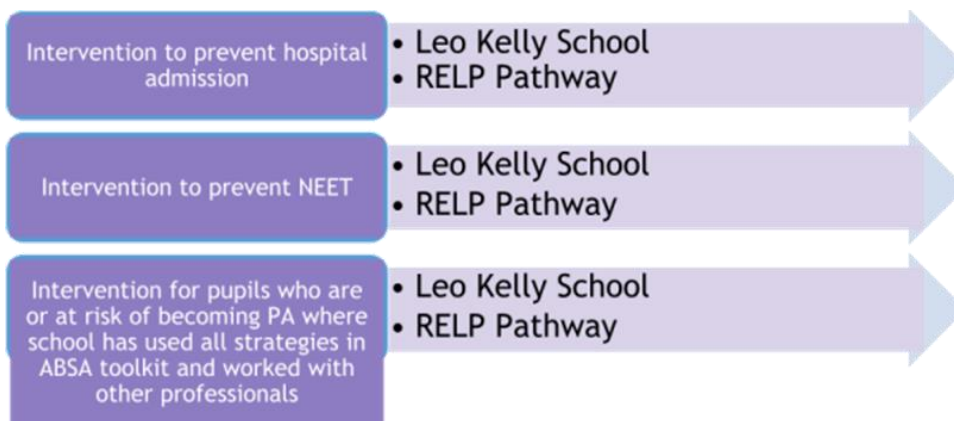 Intervention to prevent hospital
admission
• Leo Kelly School
• RELP Pathway
Intervention to prevent NEET
• Leo Kelly School
• RELP Pathway
Intervention for pupils who are
or at risk of becoming PA where
school has used all strategies in
ABSA toolkit and worked with
other professionals
• Leo Kelly School
• RELP Pathway